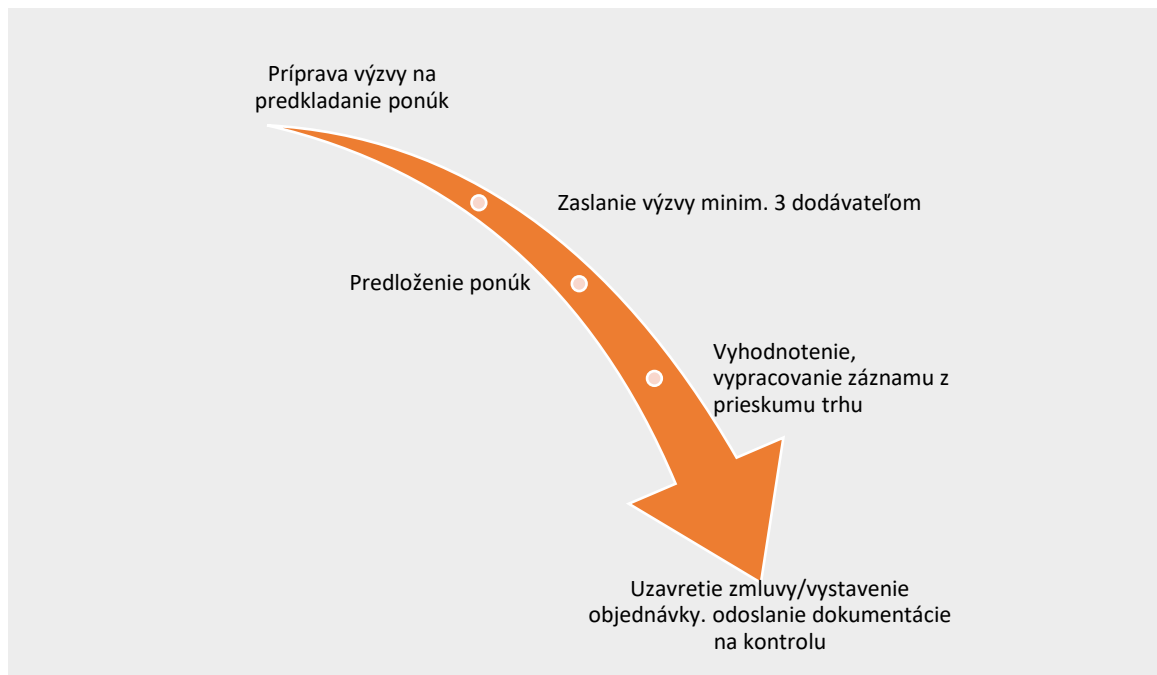 Príprava výzvy na
predkladanie ponúk
Zaslanie výzvy minim. 3 dodávateľom
Predloženie ponúk
Vyhodnotenie,
vypracovanie záznamu z
prieskumu trhu
Uzavretie zmluvy/vystavenie
objednávky. odoslanie dokumentácie
na kontrolu